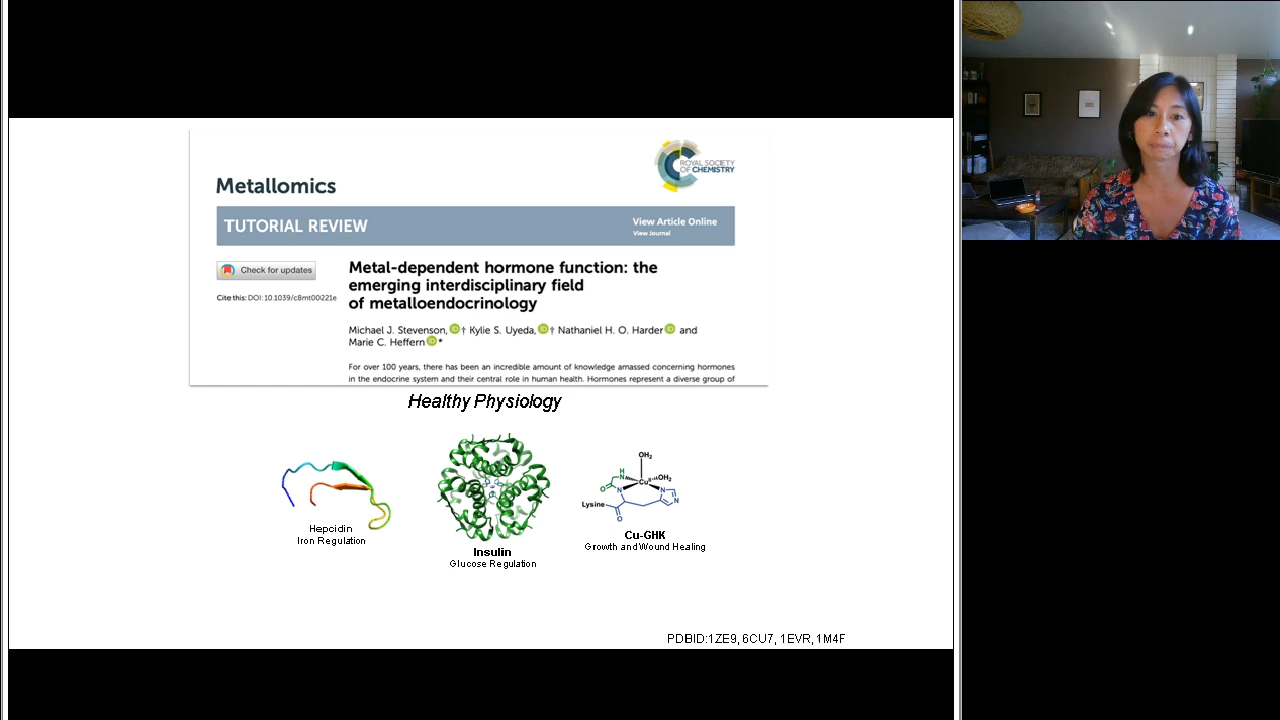 ROYAL SOCIETY
OF CHEMISTRY
Metallomics
TUTORIAL REVIEW
View Article Online
View Journal
Check for updates
Cite this: DOI: 10.1039/c8mt00221e
Metal-dependent hormone function: the
emerging interdisciplinary field
of metalloendocrinology
Michael J. Stevenson, iD † Kylie S. Uyeda, iD † Nathaniel H. O. Harder iD and
Marie C. Heffern iD *
For over 100 years, there has been an incredible amount of knowledge amassed concerning hormones
in the endocrine system and their central role in human health. Hormones represent a diverse group of
Healthy Physiology
OH2
H
N
OH2
Cu
O
N
N
N
Lysine
O
Hepcidin
Iron Regulation
Insulin
Glucose Regulation
Cu-GHK
Growth and Wound Healing
PDBID:1ZE9, 6CU7, 1EVR, 1M4F